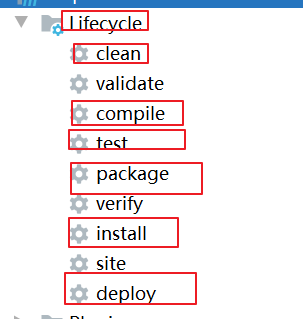 Lifecycle
clean
validate
compile
test
package
verify
install
site
deploy